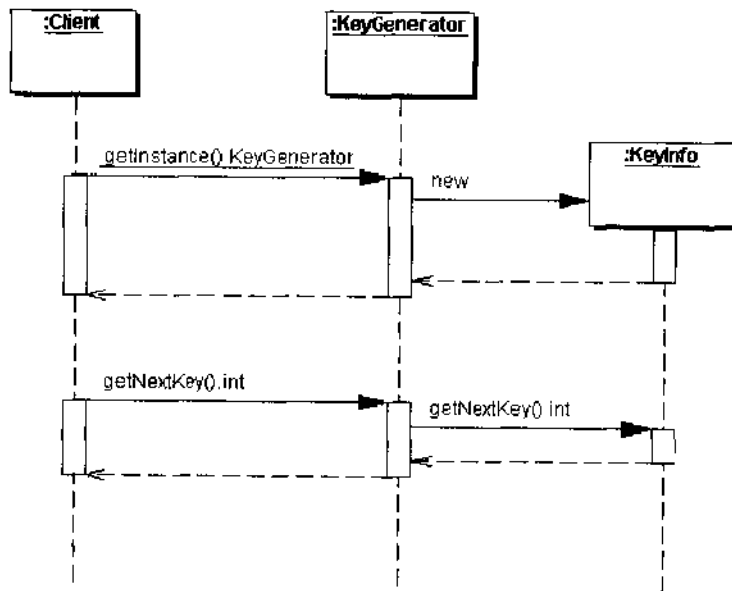 :Client
:KeyGenerator
getInstance() KeyGenerator
:KeyInfo
new
getNextKey().int
getNextKey() int